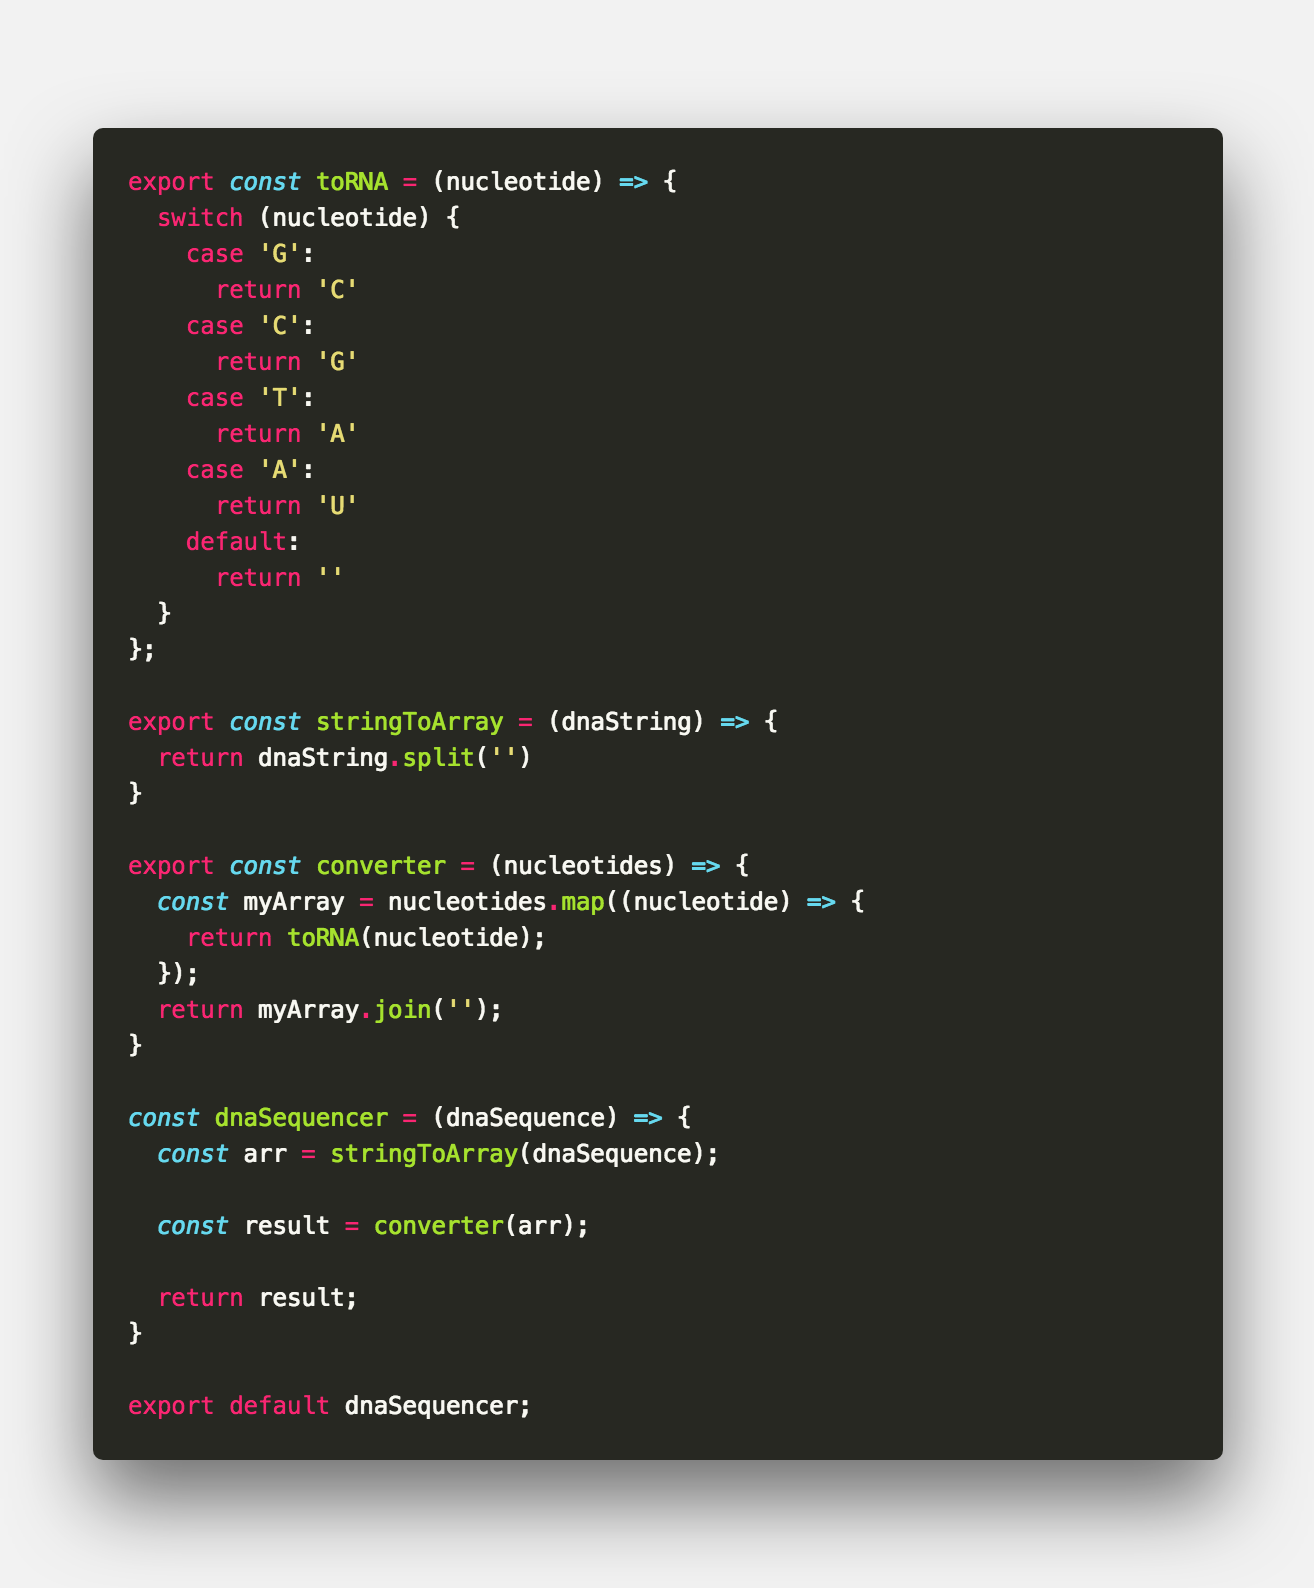 export const toRNA = (nucleotide) => {
  switch (nucleotide) {
    case 'G':
      return 'C'
    case 'C':
      return 'G'
    case 'T':
      return 'A'
    case 'A':
      return 'U'
    default:
      return ''
  }
};

export const stringToArray = (dnaString) => {
  return dnaString.split('')
}

export const converter = (nucleotides) => {
  const myArray = nucleotides.map((nucleotide) => {
    return toRNA(nucleotide);
  });
  return myArray.join('');
}

const dnaSequencer = (dnaSequence) => {
  const arr = stringToArray(dnaSequence);

  const result = converter(arr);

  return result;
}

export default dnaSequencer;